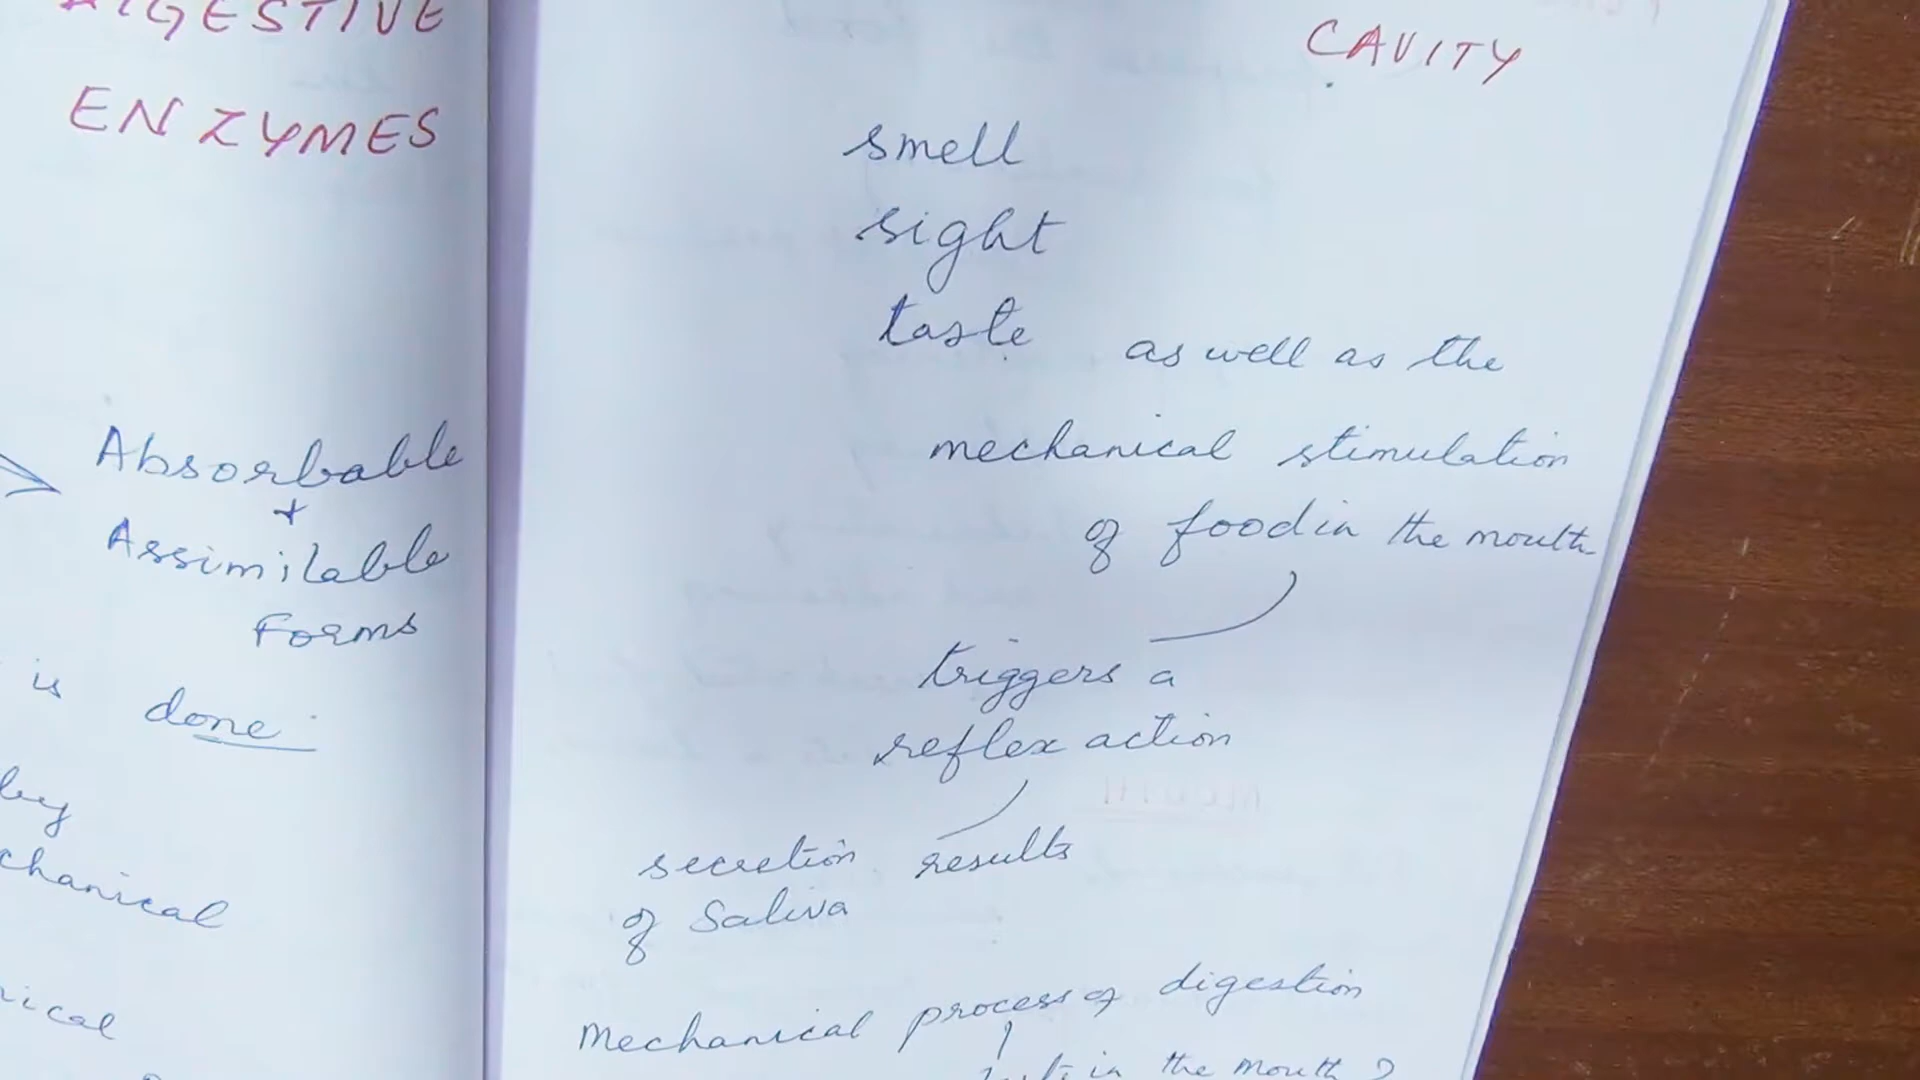 DIGESTIVE
ENZYMES
Absorbable
+
Assimilable
Forms
is done
by
chanical
ical
CAVITY
smell
sight
taste as well as the
mechanical stimulation
of food in the mouth
triggers a
reflex action
secretion results
of Saliva
Mechanical process of digestion
in the mouth